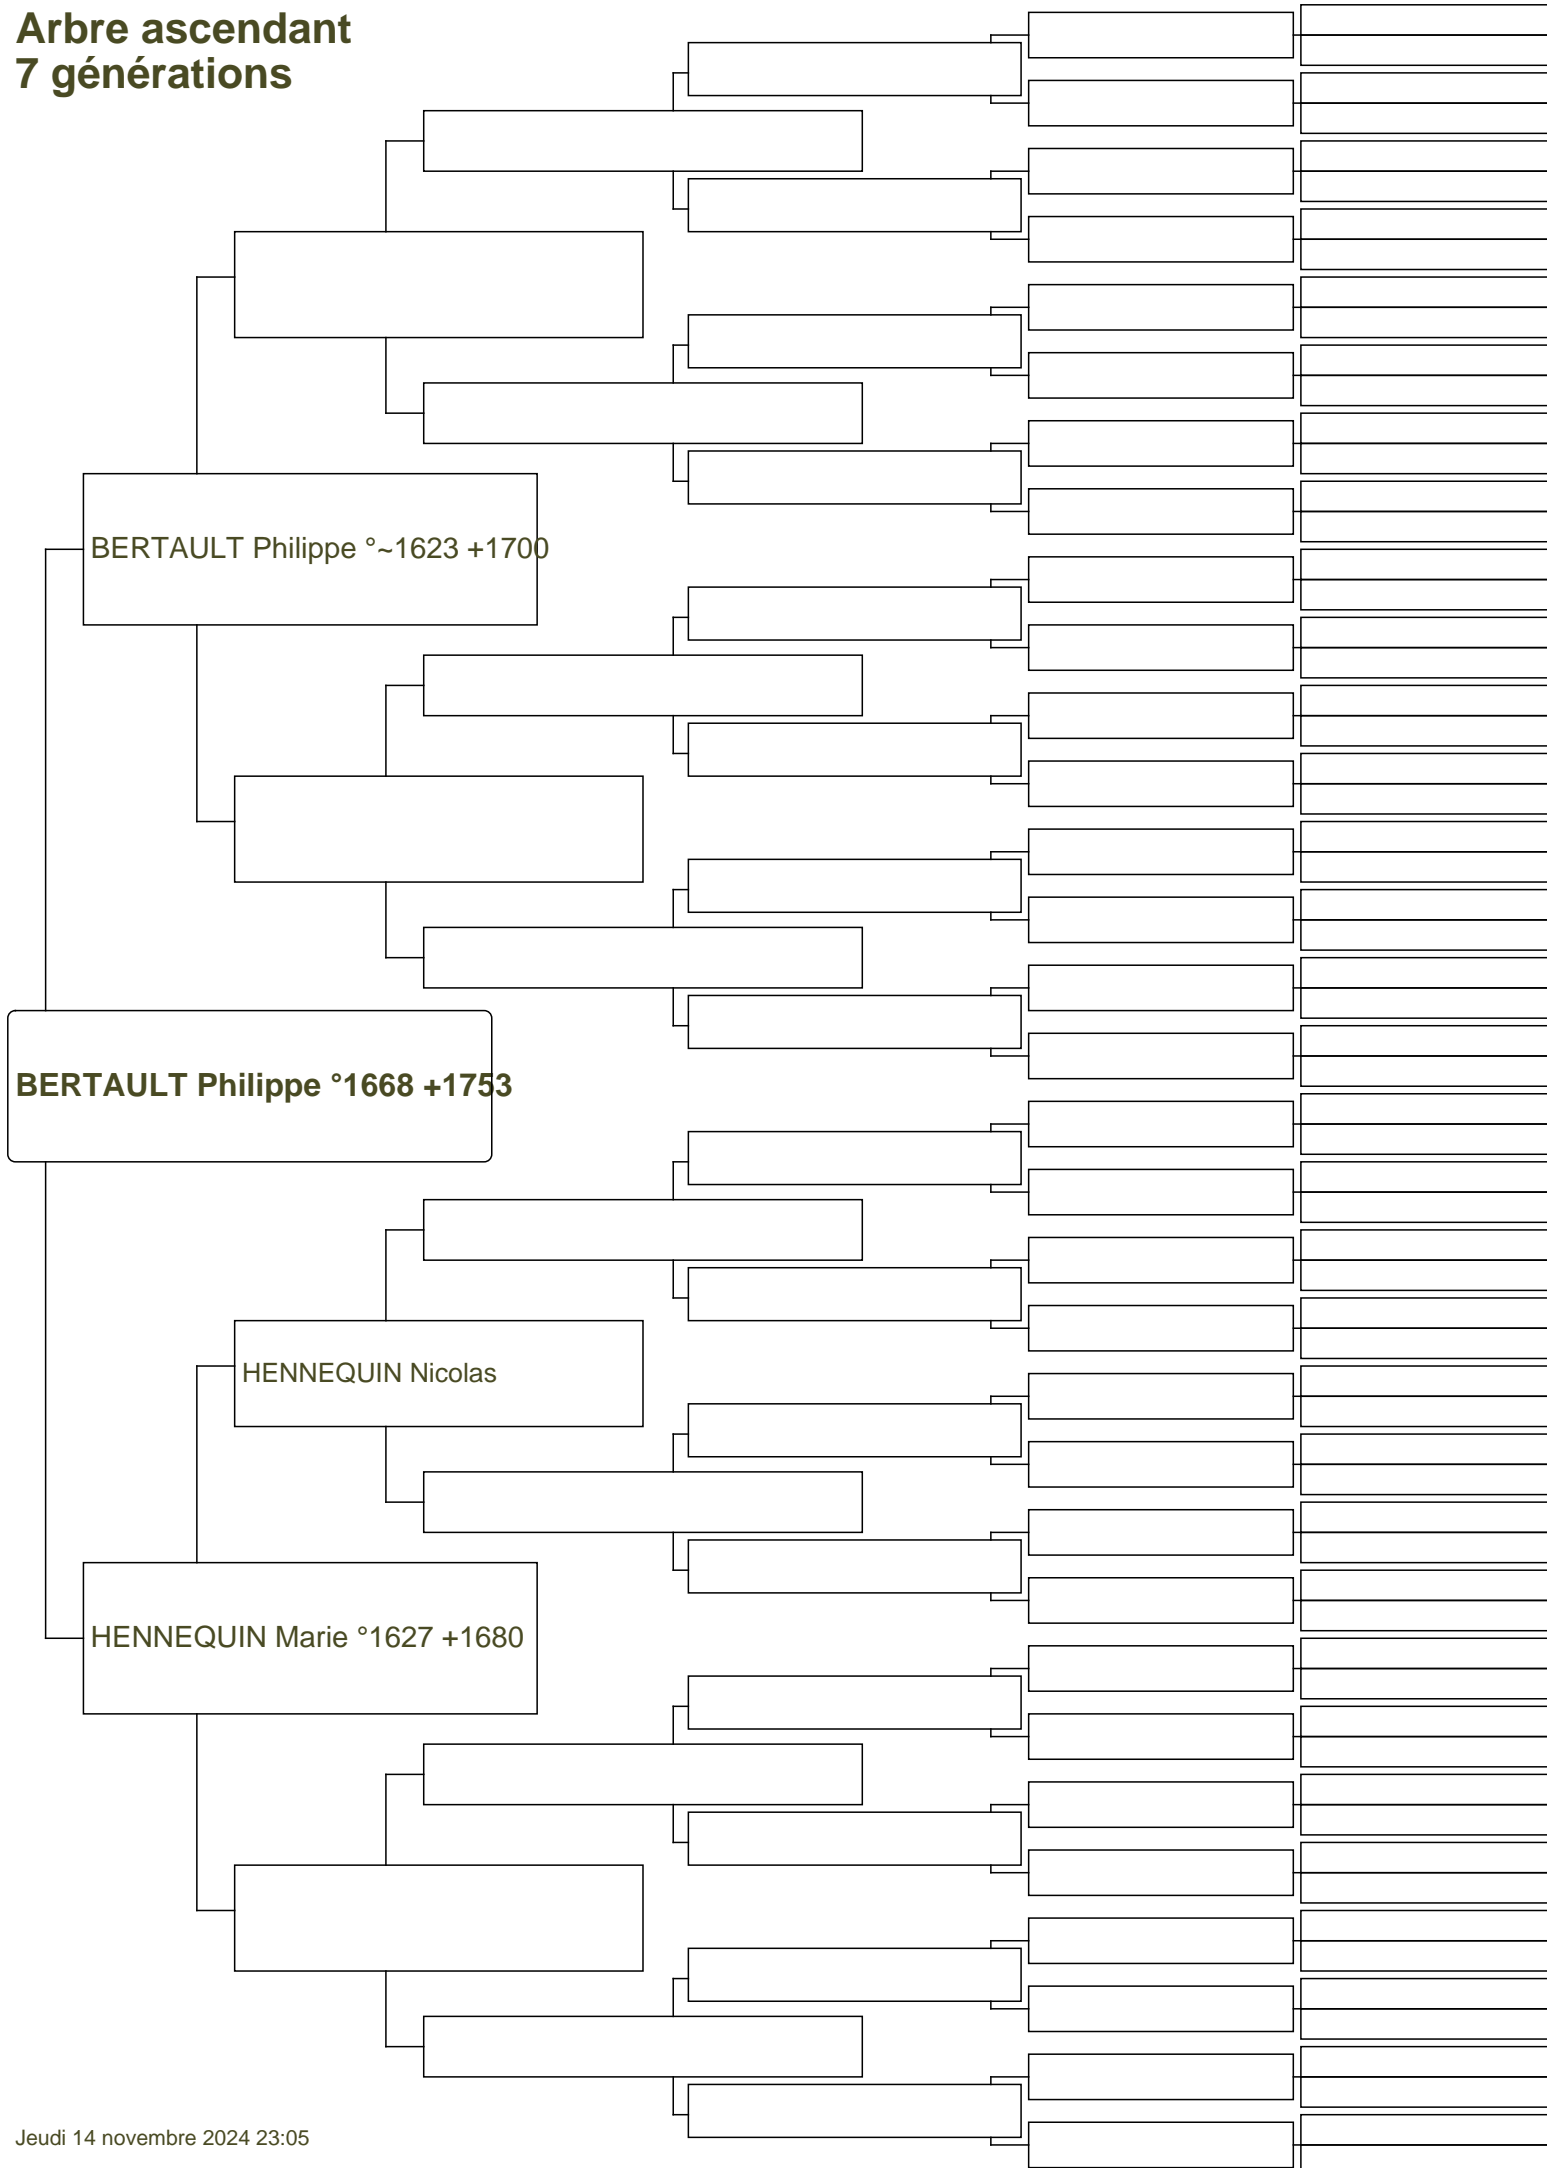 Arbre ascendant
7 générations
BERTAULT Philippe °~1623 +1700
BERTAULT Philippe °1668 +1753
HENNEQUIN Nicolas
HENNEQUIN Marie °1627 +1680
Jeudi 14 novembre 2024 23:05